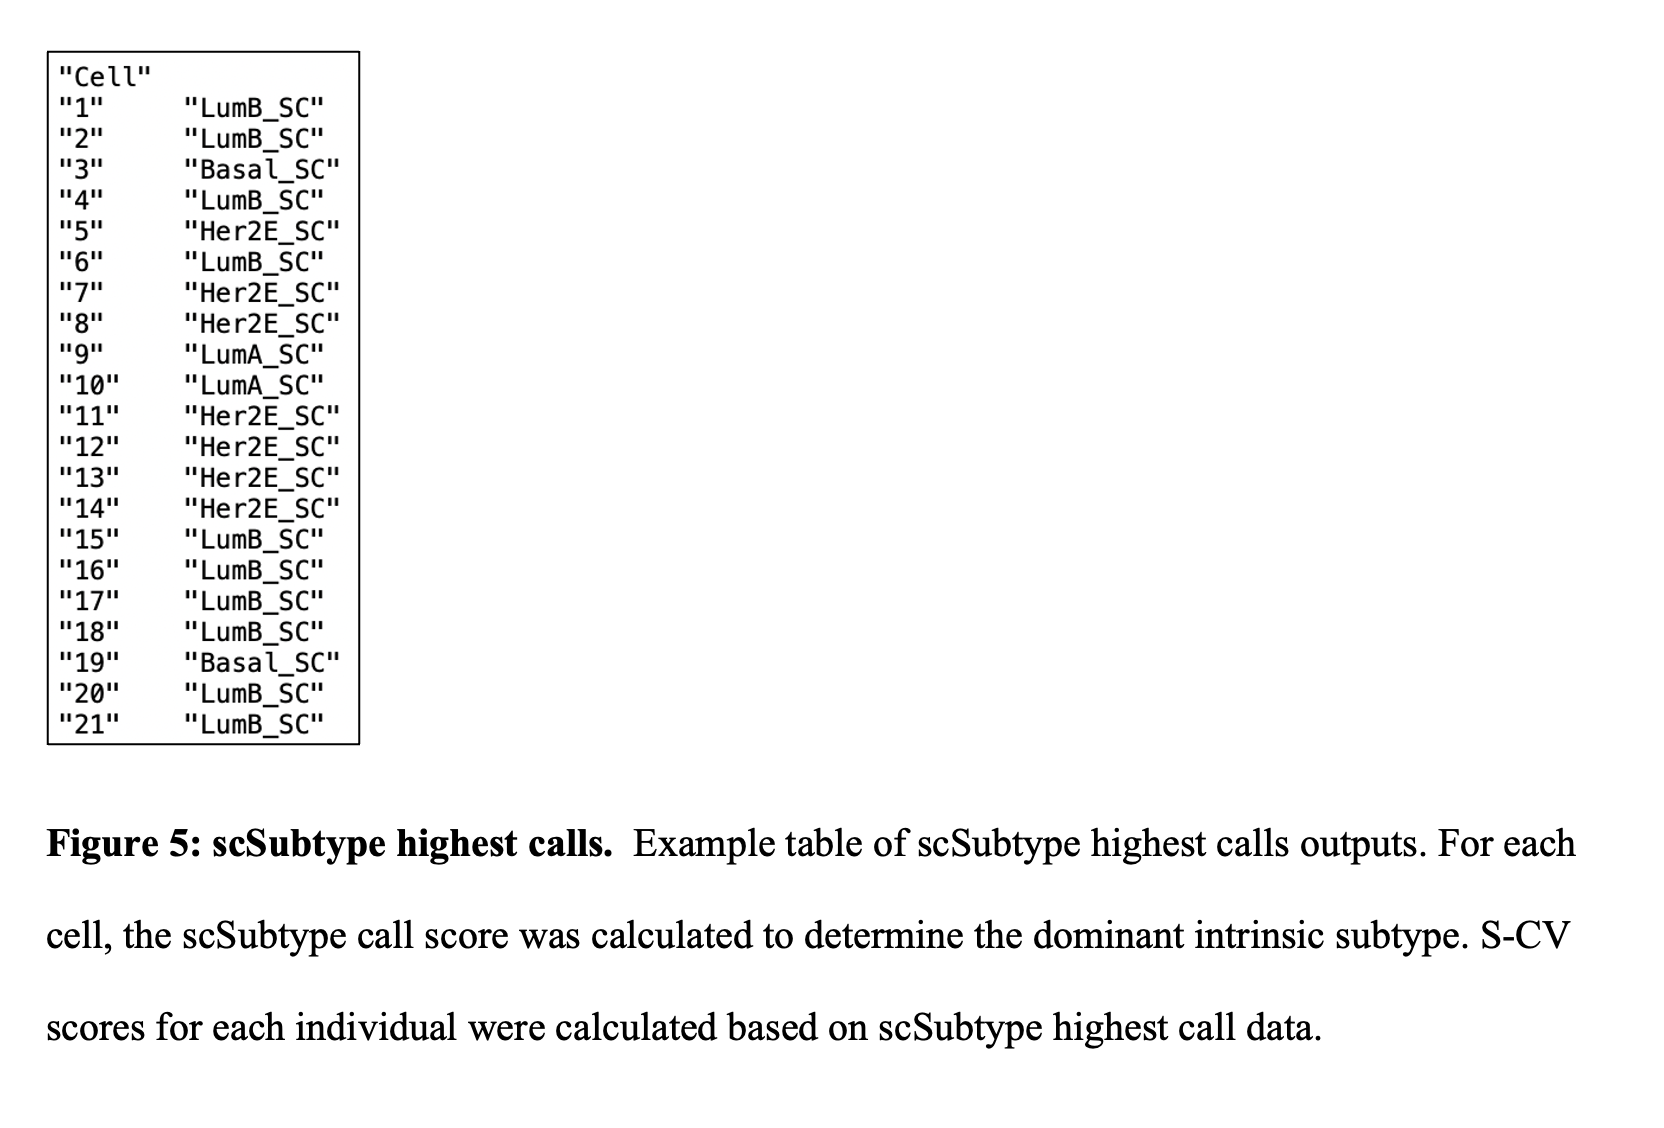 "Cell"
"1" "LumB_SC"
"2" "LumB_SC"
"3" "Basal_SC"
"4" "LumB_SC"
"5" "Her2E_SC"
"6" "LumB_SC"
"7" "Her2E_SC"
"8" "Her2E_SC"
"9" "LumA_SC"
"10" "LumA_SC"
"11" "Her2E_SC"
"12" "Her2E_SC"
"13" "Her2E_SC"
"14" "Her2E_SC"
"15" "LumB_SC"
"16" "LumB_SC"
"17" "LumB_SC"
"18" "LumB_SC"
"19" "Basal_SC"
"20" "LumB_SC"
"21" "LumB_SC"
Figure 5: scSubtype highest calls. Example table of scSubtype highest calls outputs. For each
cell, the scSubtype call score was calculated to determine the dominant intrinsic subtype. S-CV
scores for each individual were calculated based on scSubtype highest call data.